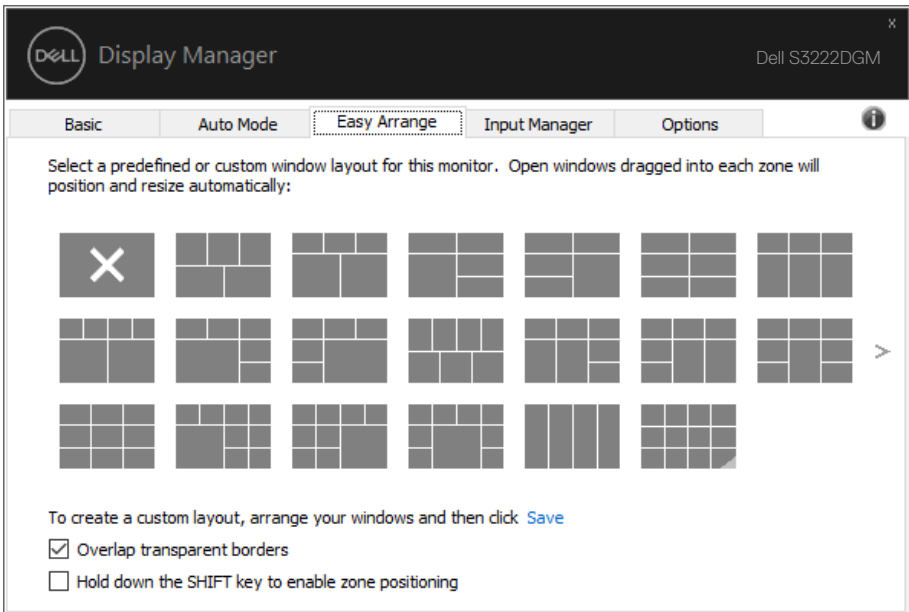 x
DELL Display Manager
Dell S3222DGM
Basic Auto Mode Easy Arrange Input Manager Options
Select a predefined or custom window layout for this monitor. Open windows dragged into each zone will
position and resize automatically:
>
To create a custom layout, arrange your windows and then click Save
Overlap transparent borders
Hold down the SHIFT key to enable zone positioning